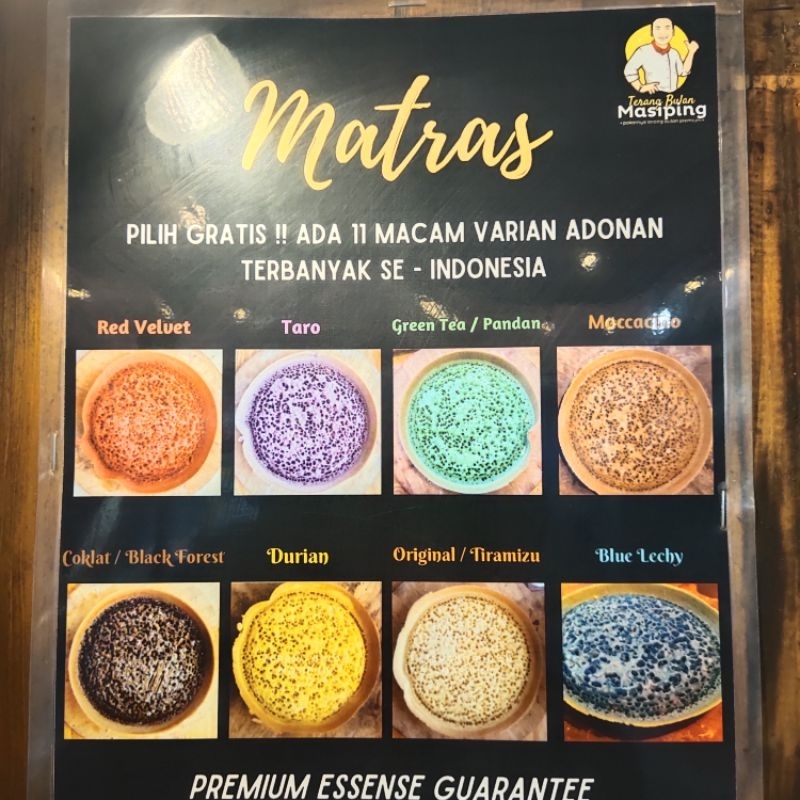 Terang Bulan
Masiping
Matras
PILIH GRATIS !! ADA 11 MACAM VARIAN ADONAN
TERBANYAK SE - INDONESIA
Red Velvet Taro Green Tea / Pandan Moccacino
Coklat / Black Forest Durian Original / Tiramizu Blue Lechy
PREMIUM ESSENSE GUARANTEE